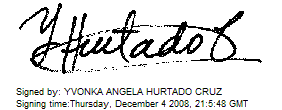 YHurtado C
Signed by: YVONKA ANGELA HURTADO CRUZ
Signing time:Thursday, December 4 2008, 21:5:48 GMT